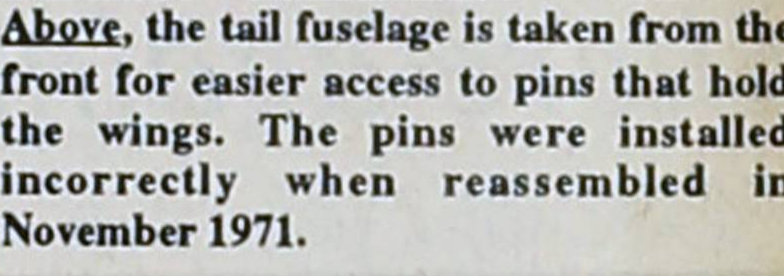 Above, the tail fuselage is taken from the
front for easier access to pins that hold
the wings. The pins were installed
incorrectly when reassembled in
November 1971.